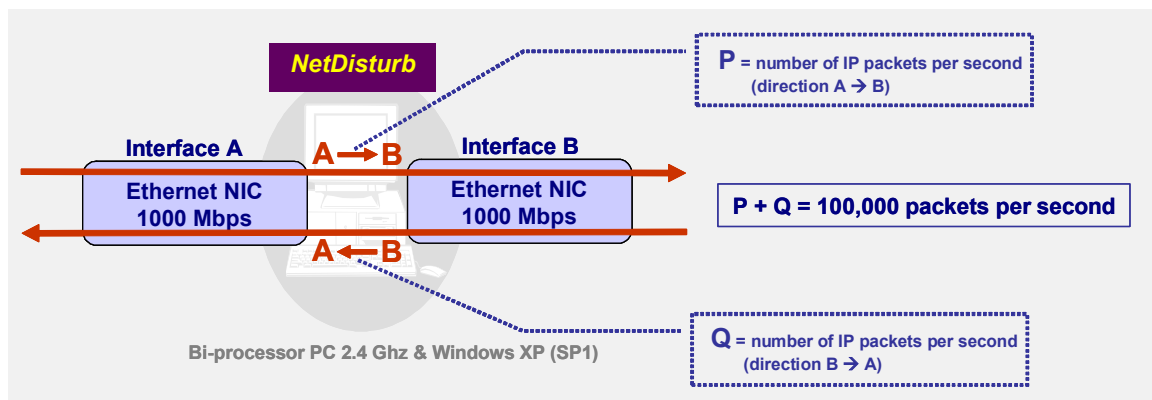 NetDisturb
P = number of IP packets per second
(direction A → B)
Interface A
A → B
Interface B
Ethernet NIC
1000 Mbps
Ethernet NIC
1000 Mbps
P + Q = 100,000 packets per second
A ← B
Q = number of IP packets per second
(direction B → A)
Bi-processor PC 2.4 Ghz & Windows XP (SP1)